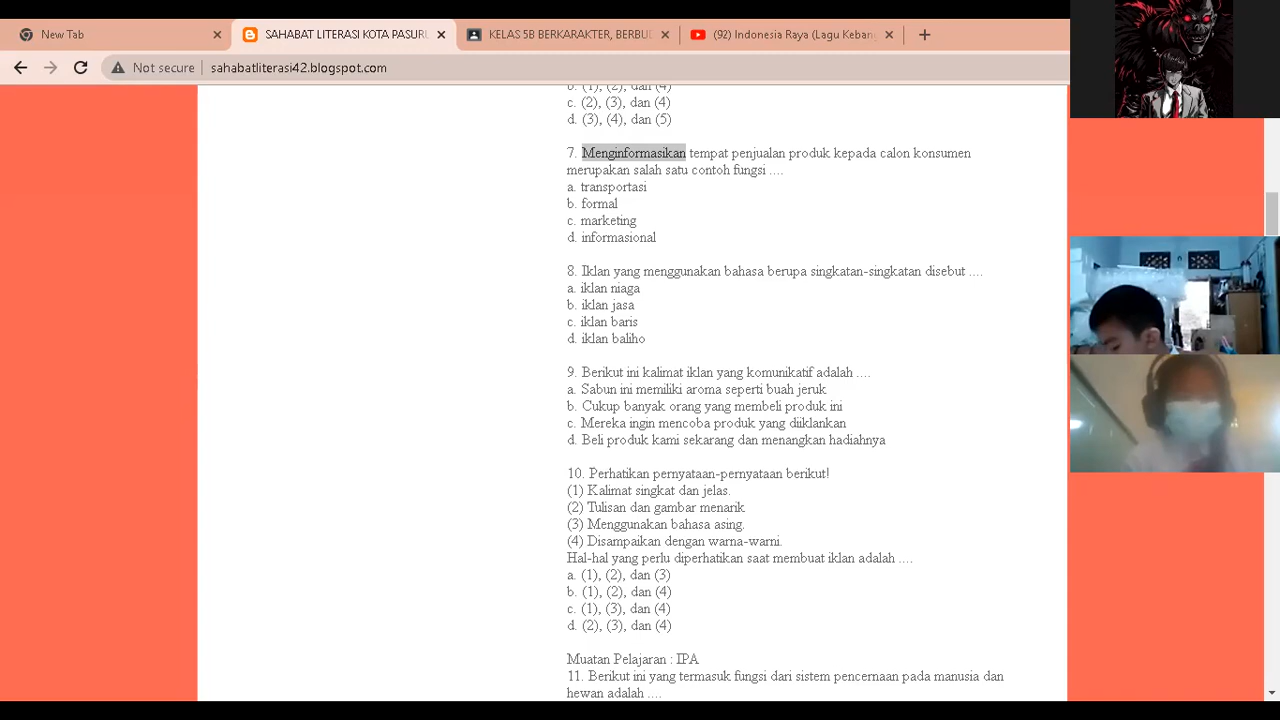 New Tab
SAHABAT LITERASI KOTA PASURU
KELAS 5B BERKARAKTER, BERBUD
(92) Indonesia Raya (Lagu Kebang
Not secure
sahabatliterasi42.blogspot.com
b. (1), (2), dan (4)
c. (2), (3), dan (4)
d. (3), (4), dan (5)
7. Menginformasikan tempat penjualan produk kepada calon konsumen
merupakan salah satu contoh fungsi ....
a. transportasi
b. formal
c. marketing
d. informasional
8. Iklan yang menggunakan bahasa berupa singkatan-singkatan disebut ....
a. iklan niaga
b. iklan jasa
c. iklan baris
d. iklan baliho
9. Berikut ini kalimat iklan yang komunikatif adalah ....
a. Sabun ini memiliki aroma seperti buah jeruk
b. Cukup banyak orang yang membeli produk ini
c. Mereka ingin mencoba produk yang diiklankan
d. Beli produk kami sekarang dan menangkan hadiahnya
10. Perhatikan pernyataan-pernyataan berikut!
(1) Kalimat singkat dan jelas.
(2) Tulisan dan gambar menarik.
(3) Menggunakan bahasa asing.
(4) Disampaikan dengan warna-warni.
Hal-hal yang perlu diperhatikan saat membuat iklan adalah ....
a. (1), (2), dan (3)
b. (1), (2), dan (4)
c. (1), (3), dan (4)
d. (2), (3), dan (4)
Muatan Pelajaran : IPA
11. Berikut ini yang termasuk fungsi dari sistem pencernaan pada manusia dan
hewan adalah ....